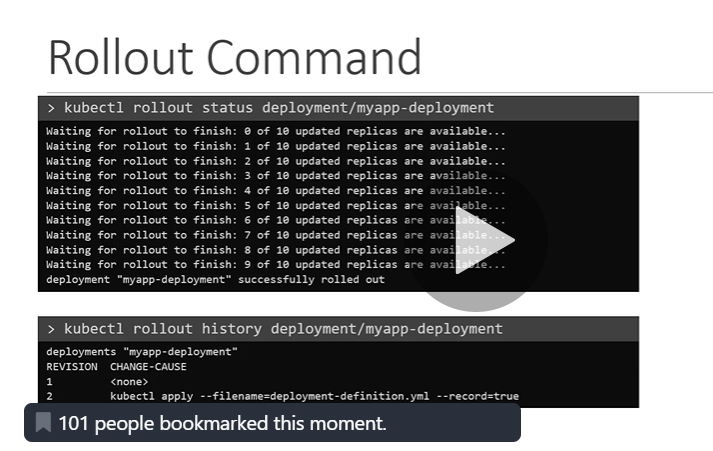 Rollout Command
> kubectl rollout status deployment/myapp-deployment
Waiting for rollout to finish: 0 of 10 updated replicas are available...
Waiting for rollout to finish: 1 of 10 updated replicas are available...
Waiting for rollout to finish: 2 of 10 updated replicas are available...
Waiting for rollout to finish: 3 of 10 updated replicas are available...
Waiting for rollout to finish: 4 of 10 updated replicas are available...
Waiting for rollout to finish: 5 of 10 updated replicas are available...
Waiting for rollout to finish: 6 of 10 updated replicas are available...
Waiting for rollout to finish: 7 of 10 updated replicas are available...
Waiting for rollout to finish: 8 of 10 updated replicas are available...
Waiting for rollout to finish: 9 of 10 updated replicas are available...
deployment "myapp-deployment" successfully rolled out
> kubectl rollout history deployment/myapp-deployment
deployments "myapp-deployment"
REVISION CHANGE-CAUSE
1 <none>
2 kubectl apply --filename=deployment-definition.yml --record=true
101 people bookmarked this moment.